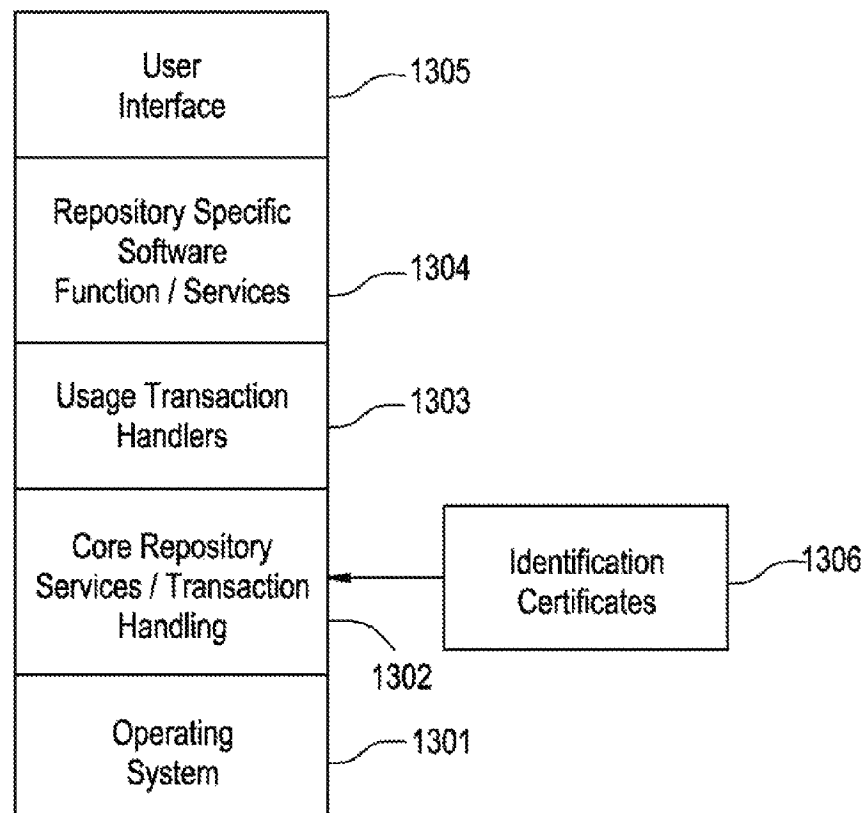 User
Interface
1305
Repository Specific
Software
Function / Services
1304
Usage Transaction
Handlers
1303
Core Repository
Services / Transaction
Handling
1302
Identification
Certificates
1306
Operating
System
1301